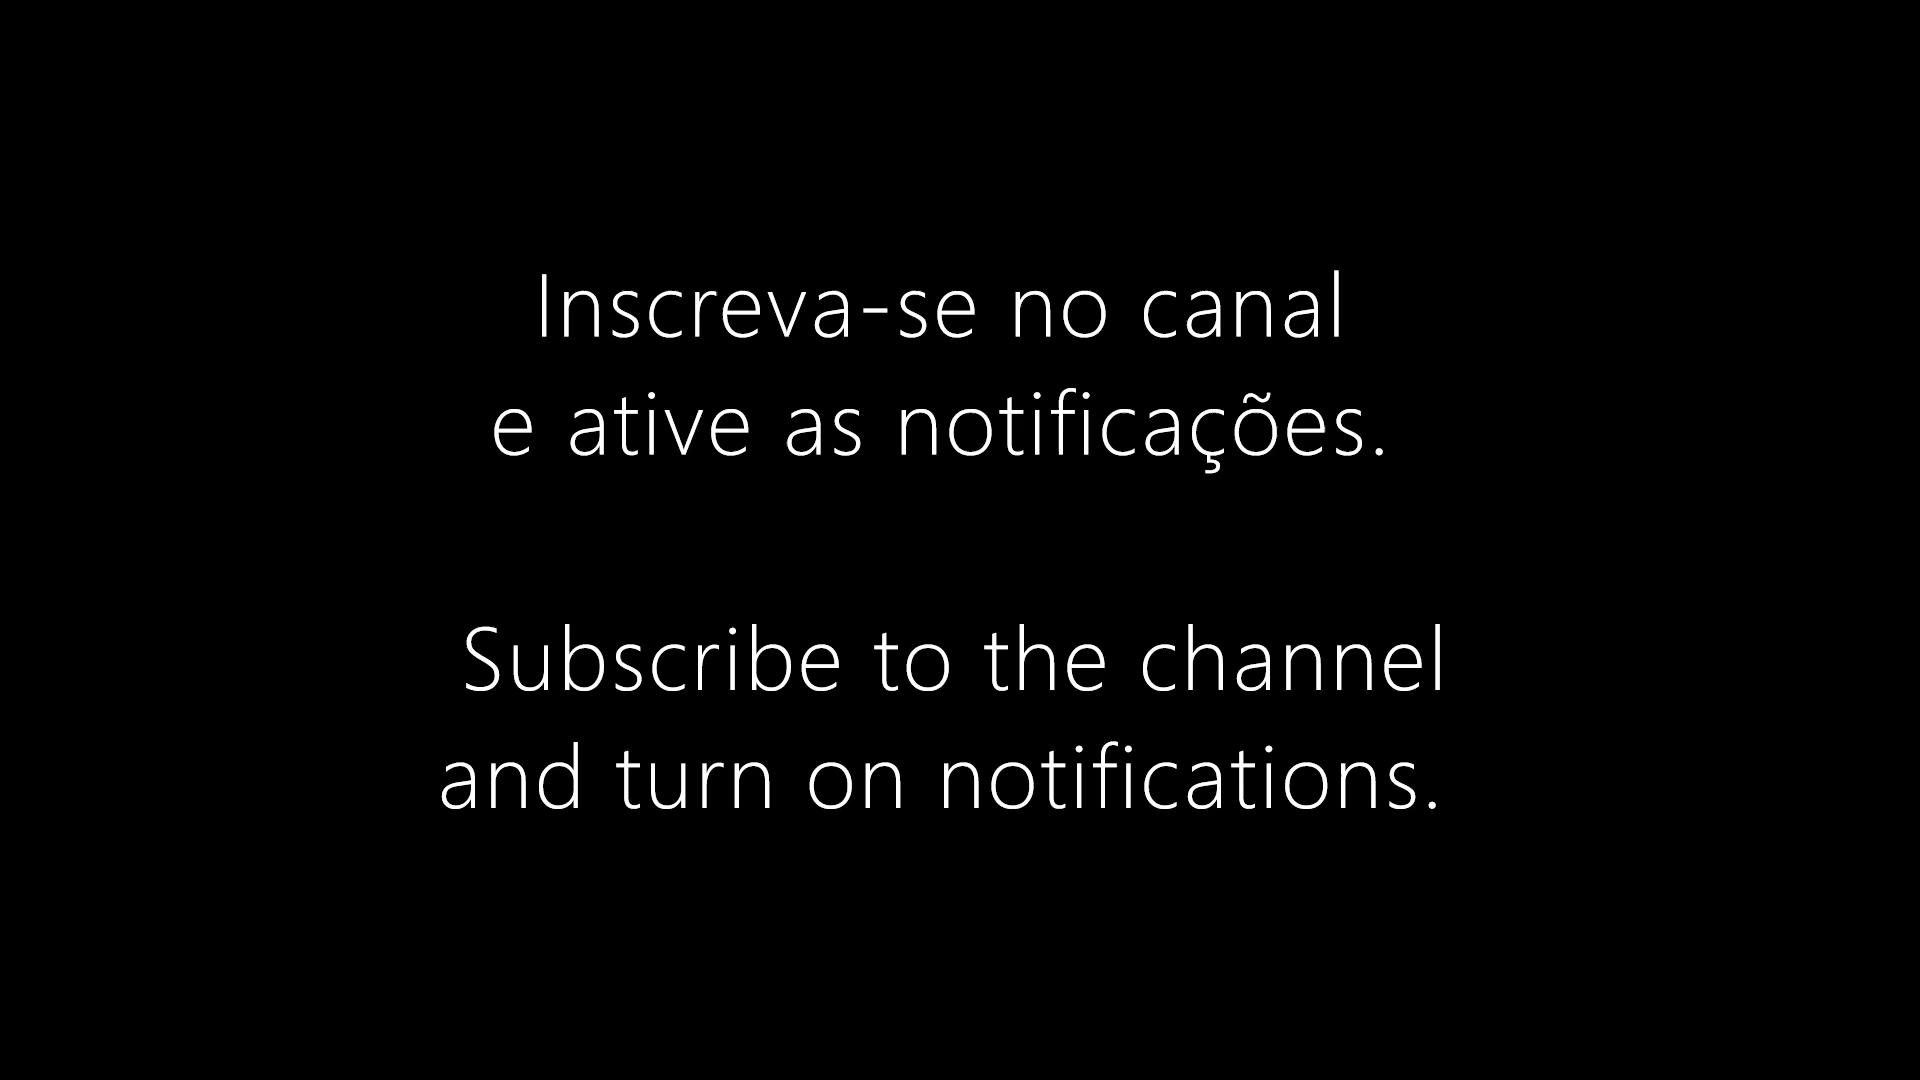 Inscreva-se no canal
e ative as notificações.
Subscribe to the channel
and turn on notifications.